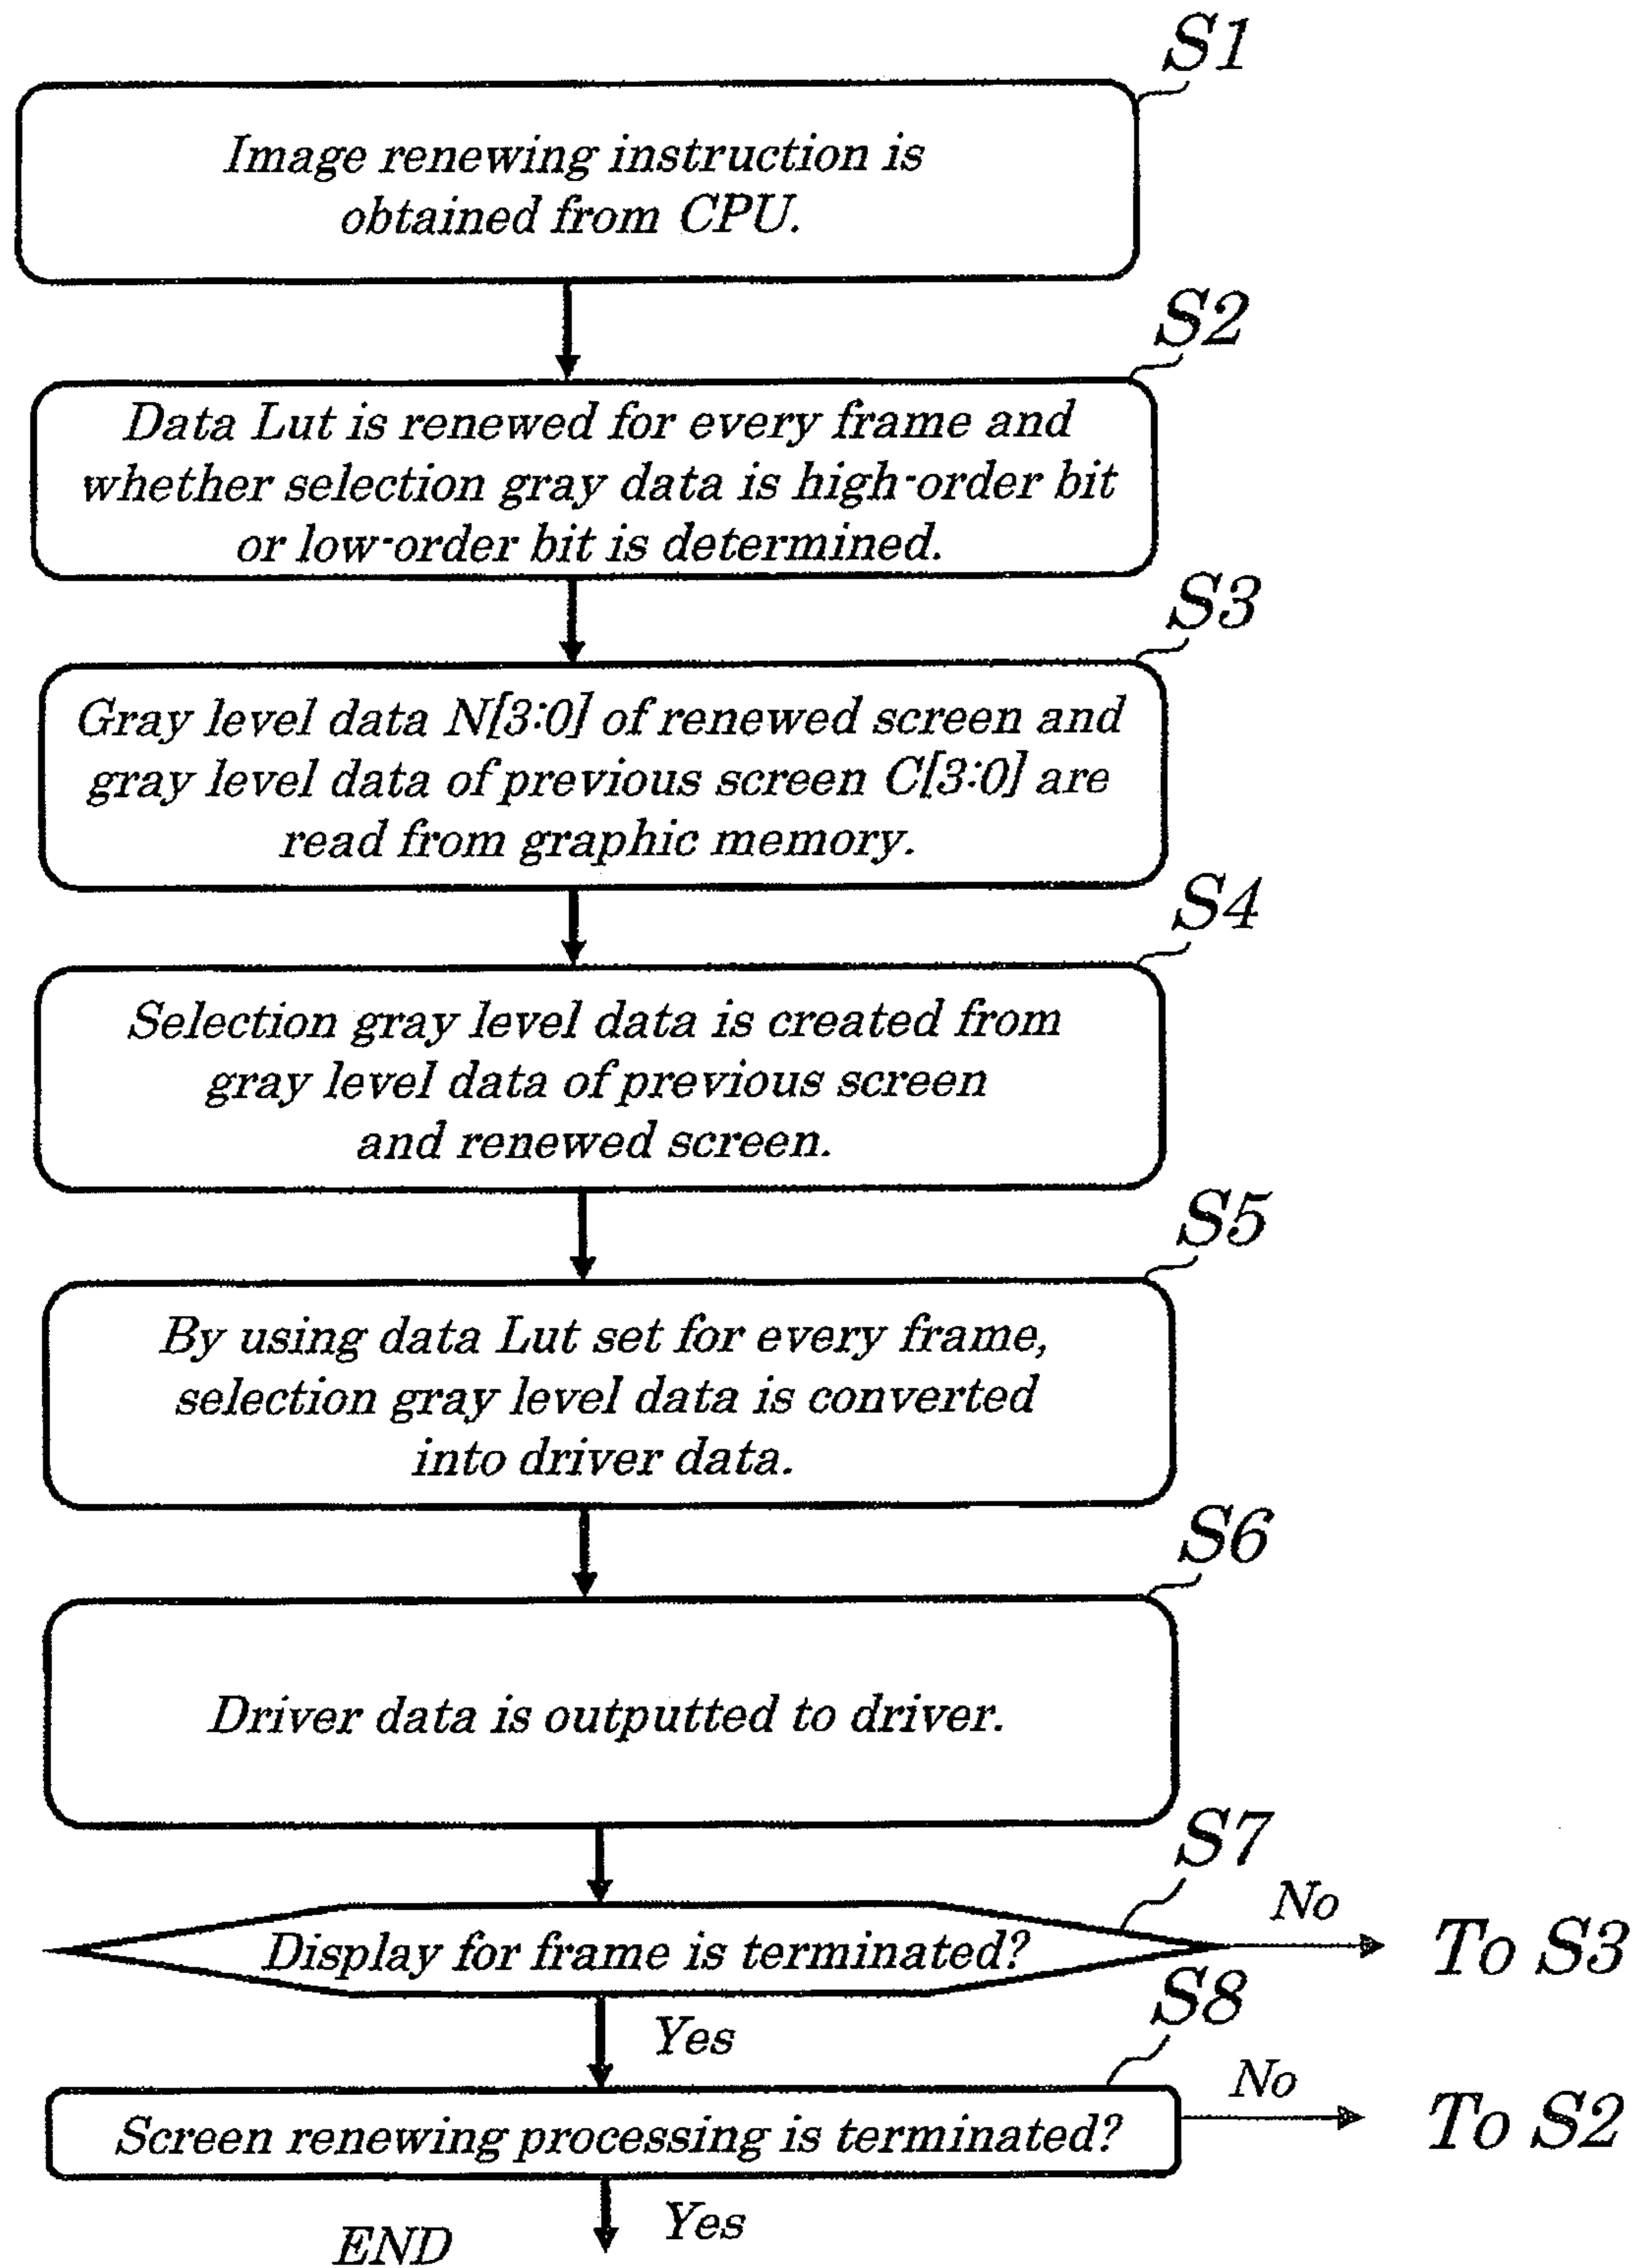 S1
Image renewing instruction is
obtained from CPU.
S2
Data Lut is renewed for every frame and
whether selection gray data is high-order bit
or low-order bit is determined.
S3
Gray level data N[3:0] of renewed screen and
gray level data of previous screen C[3:0] are
read from graphic memory.
S4
Selection gray level data is created from
gray level data of previous screen
and renewed screen.
S5
By using data Lut set for every frame,
selection gray level data is converted
into driver data.
S6
Driver data is outputted to driver.
S7
Display for frame is terminated?
No
To S3
Yes
S8
Screen renewing processing is terminated?
No
To S2
Yes
END